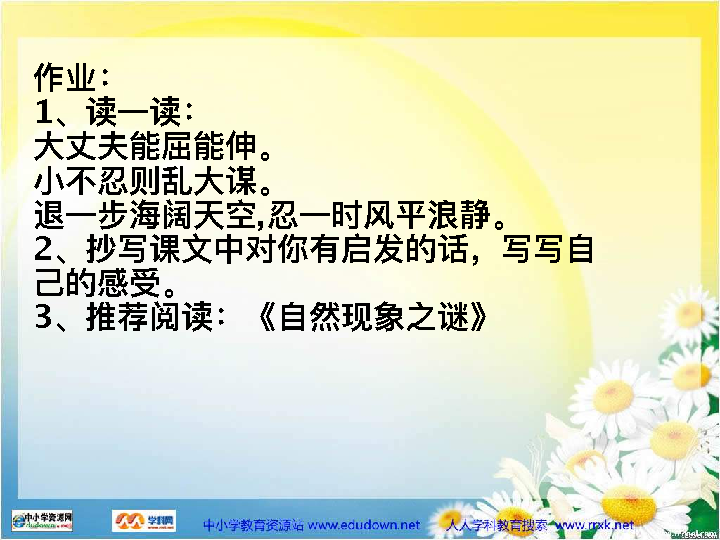 作业：
1、读一读：
大丈夫能屈能伸。
小不忍则乱大谋。
退一步海阔天空,忍一时风平浪静。
2、抄写课文中对你有启发的话，写写自
己的感受。
3、推荐阅读：《自然现象之谜》
中小学资源网
学科网
中小学教育资源站 www.edudown.net
人人学科教育搜索 www.rrxk.net